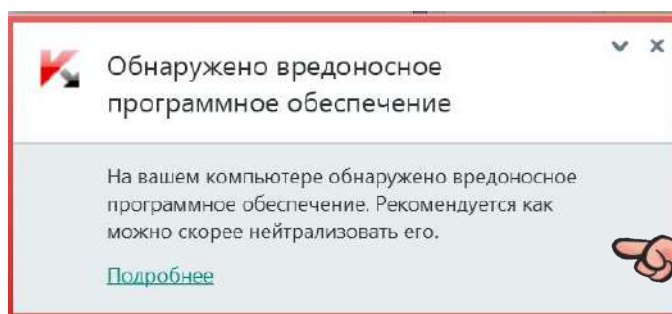 Обнаружено вредоносное
программное обеспечение
На вашем компьютере обнаружено вредоносное
программное обеспечение. Рекомендуется как
можно скорее нейтрализовать его.
Подробнее